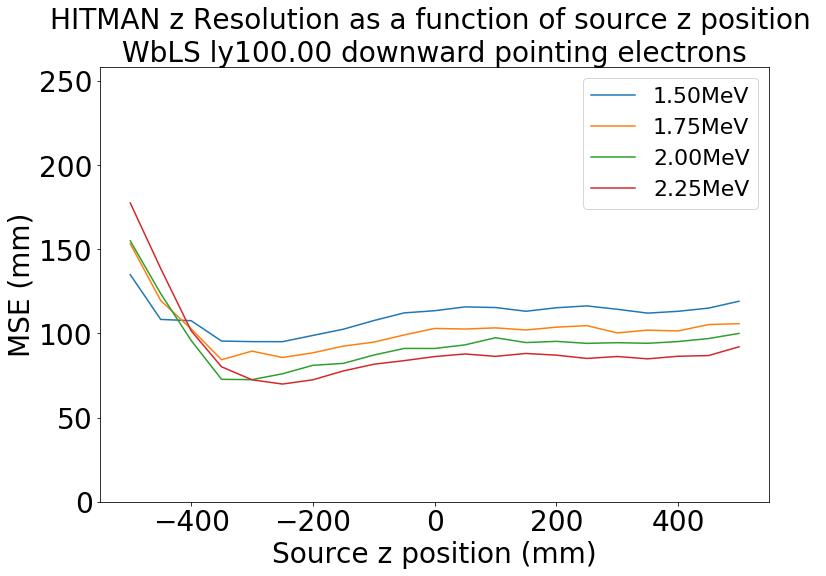 HITMAN z Resolution as a function of source z position
WbLS ly100.00 downward pointing electrons
250
200
150
100
50
0
MSE (mm)
1.50MeV
1.75MeV
2.00MeV
2.25MeV
−400
−200
0
200
400
Source z position (mm)